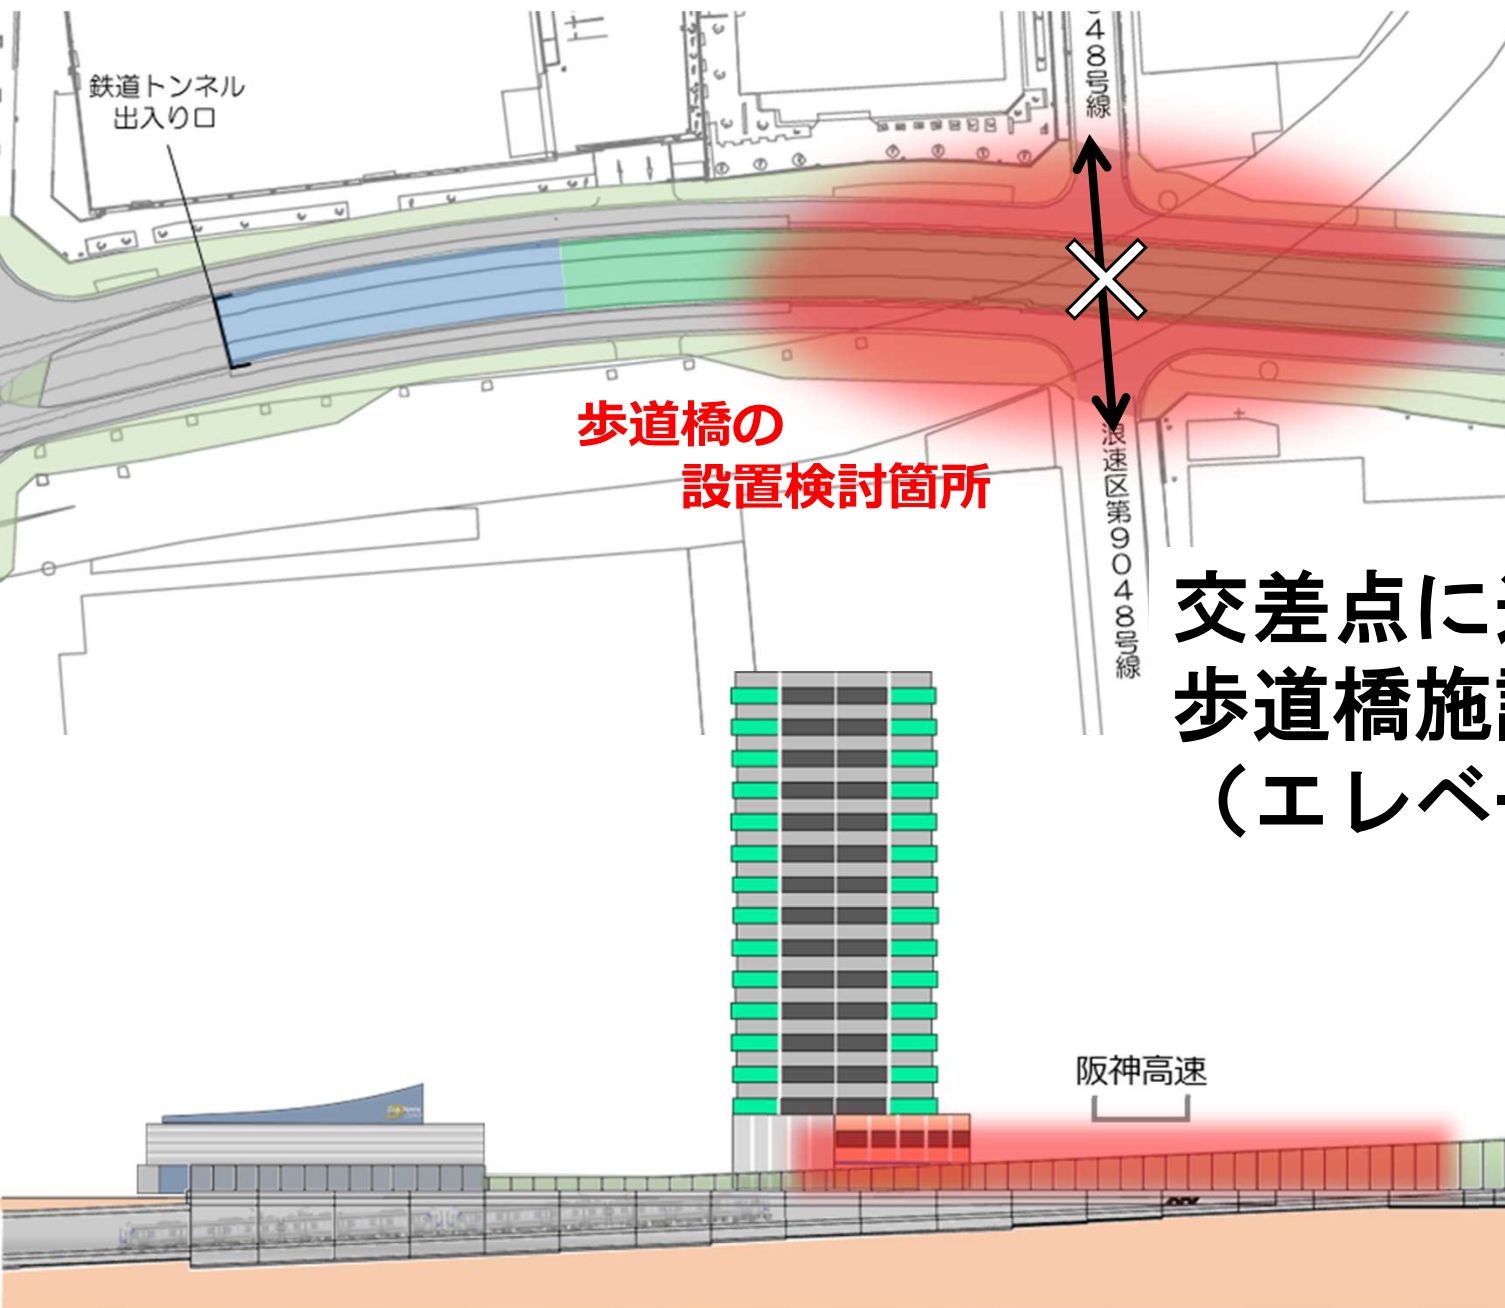 48号線
鉄道トンネル
出入り口
歩道橋の
設置検討箇所
浪速区第9048号線
交差点に
歩道橋施
（エレベー
阪神高速